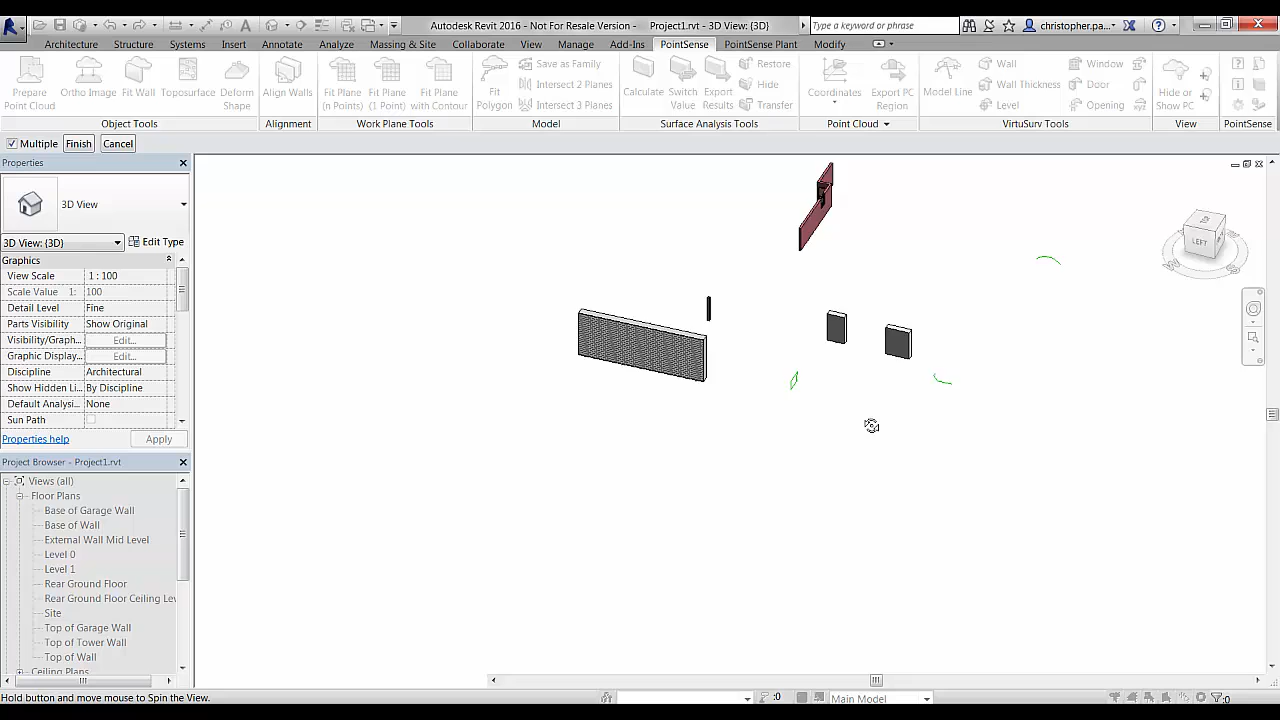 Autodesk Revit 2016 - Not For Resale Version - Project1.rvt - 3D View: {3D}
Type a keyword or phrase
christopher.pa...
Architecture Structure Systems Insert Annotate Analyze Massing & Site Collaborate View Manage Add-Ins PointSense PointSense Plant Modify
Prepare Point Cloud
Ortho Image
Fit Wall
Toposurface
Deform Shape
Object Tools
Align Walls
Alignment
Fit Plane (n Points)
Fit Plane (1 Point)
Fit Plane with Contour
Work Plane Tools
Fit Polygon
Save as Family
Intersect 2 Planes
Intersect 3 Planes
Model
Calculate
Switch Value
Export Results
Restore
Hide
Transfer
Surface Analysis Tools
Coordinates
Export PC Region
Point Cloud
Model Line
Wall
Wall Thickness
Level
Window
Door
Opening
VirtuSurv Tools
Hide or Show PC
View
PointSense
Multiple Finish Cancel
Properties
3D View
3D View: {3D} Edit Type
Graphics
View Scale 1 : 100
Scale Value 1: 100
Detail Level Fine
Parts Visibility Show Original
Visibility/Graph... Edit...
Graphic Display... Edit...
Discipline Architectural
Show Hidden Li... By Discipline
Default Analysi... None
Sun Path
Properties help Apply
Project Browser - Project1.rvt
Views (all)
Floor Plans
Base of Garage Wall
Base of Wall
External Wall Mid Level
Level 0
Level 1
Rear Ground Floor
Rear Ground Floor Ceiling Lev
Site
Top of Garage Wall
Top of Tower Wall
Top of Wall
Ceiling Plans
LEFT
Hold button and move mouse to Spin the View.
:0
Main Model
:0